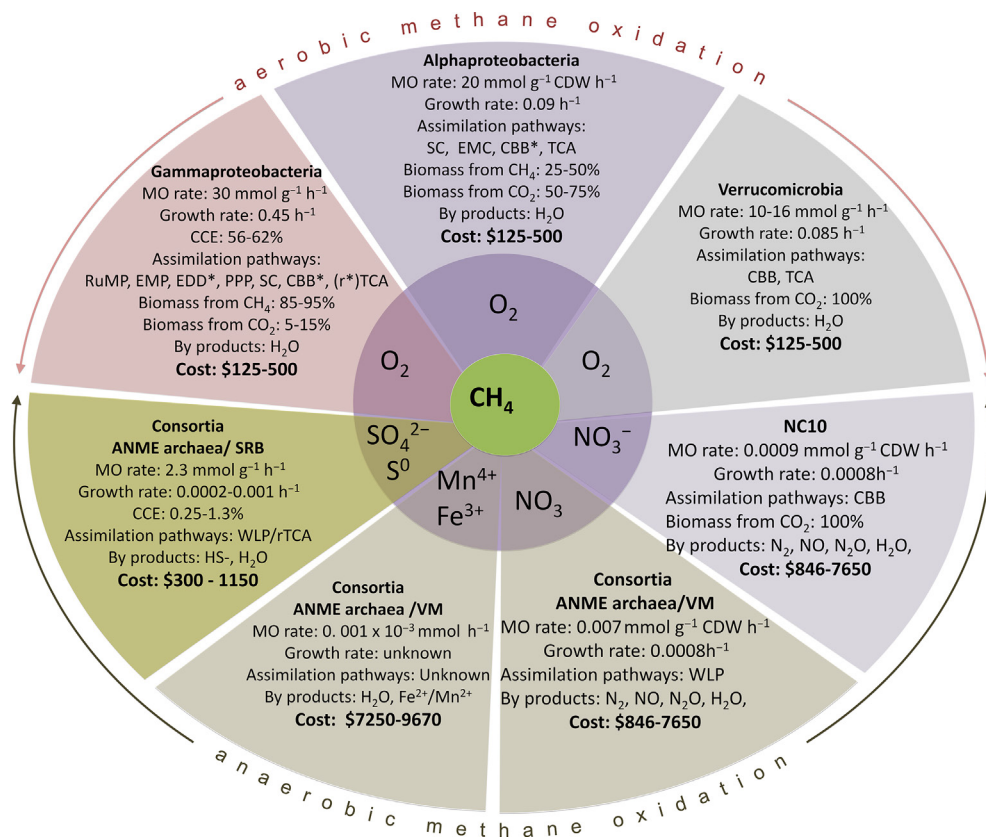 aerobic methane oxidation
Alphaproteobacteria
MO rate: 20 mmol g⁻¹ CDW h⁻¹
Growth rate: 0.09 h⁻¹
Assimilation pathways:
SC, EMC, CBB*, TCA
Biomass from CH₄: 25-50%
Biomass from CO₂: 50-75%
By products: H₂O
Cost: $125-500
Gammaproteobacteria
MO rate: 30 mmol g⁻¹ h⁻¹
Growth rate: 0.45 h⁻¹
CCE: 56-62%
Assimilation pathways:
RuMP, EMP, EDD*, PPP, SC, CBB*, (r*)TCA
Biomass from CH₄: 85-95%
Biomass from CO₂: 5-15%
By products: H₂O
Cost: $125-500
Verrucomicrobia
MO rate: 10-16 mmol g⁻¹ h⁻¹
Growth rate: 0.085 h⁻¹
Assimilation pathways:
CBB, TCA
Biomass from CO₂: 100%
By products: H₂O
Cost: $125-500
O₂
O₂
O₂
CH₄
SO₄²⁻
S⁰
Mn⁴⁺
Fe³⁺
NO₃
NO₃⁻
Consortia
ANME archaea/ SRB
MO rate: 2.3 mmol g⁻¹ h⁻¹
Growth rate: 0.0002-0.001 h⁻¹
CCE: 0.25-1.3%
Assimilation pathways: WLP/rTCA
By products: HS-, H₂O
Cost: $300 - 1150
NC10
MO rate: 0.0009 mmol g⁻¹ CDW h⁻¹
Growth rate: 0.0008h⁻¹
Assimilation pathways: CBB
Biomass from CO₂: 100%
By products: N₂, NO, N₂O, H₂O,
Cost: $846-7650
Consortia
ANME archaea /VM
MO rate: 0. 001 x 10⁻³ mmol h⁻¹
Growth rate: unknown
Assimilation pathways: Unknown
By products: H₂O, Fe²⁺/Mn²⁺
Cost: $7250-9670
Consortia
ANME archaea/VM
MO rate: 0.007 mmol g⁻¹ CDW h⁻¹
Growth rate: 0.0008h⁻¹
Assimilation pathways: WLP
By products: N₂, NO, N₂O, H₂O,
Cost: $846-7650
anaerobic methane oxidation